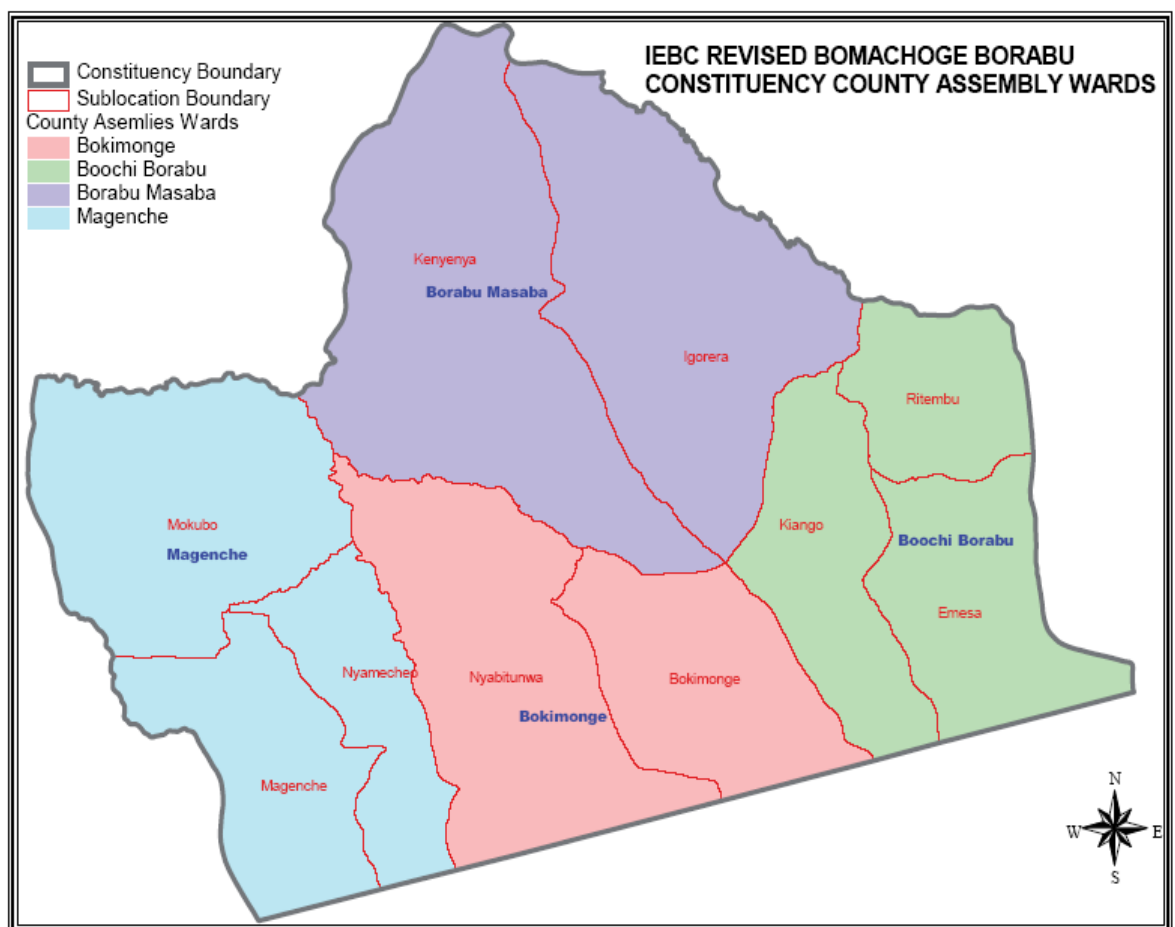 IEBC REVISED BOMACHOGE BORABU
CONSTITUENCY COUNTY ASSEMBLY WARDS
Constituency Boundary
Sublocation Boundary
County Asemlies Wards
Bokimonge
Boochi Borabu
Borabu Masaba
Magenche
Kenyenya
Borabu Masaba
Igorera
Ritembu
Mokubo
Magenche
Kiango
Boochi Borabu
Emesa
Nyamecheo
Nyabitunwa
Bokimonge
Bokimonge
Magenche
N
W
E
S